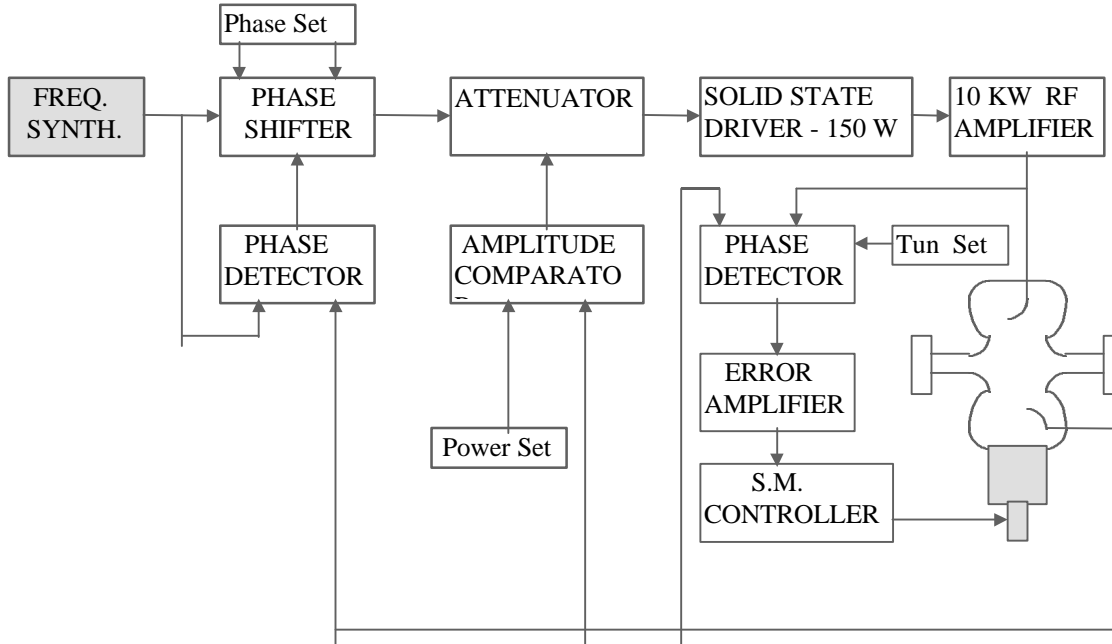 Phase Set
FREQ.
SYNTH.
PHASE
SHIFTER
ATTENUATOR
SOLID STATE
DRIVER - 150 W
10 KW RF
AMPLIFIER
PHASE
DETECTOR
AMPLITUDE
COMPARATO
PHASE
DETECTOR
Tun Set
ERROR
AMPLIFIER
Power Set
S.M.
CONTROLLER